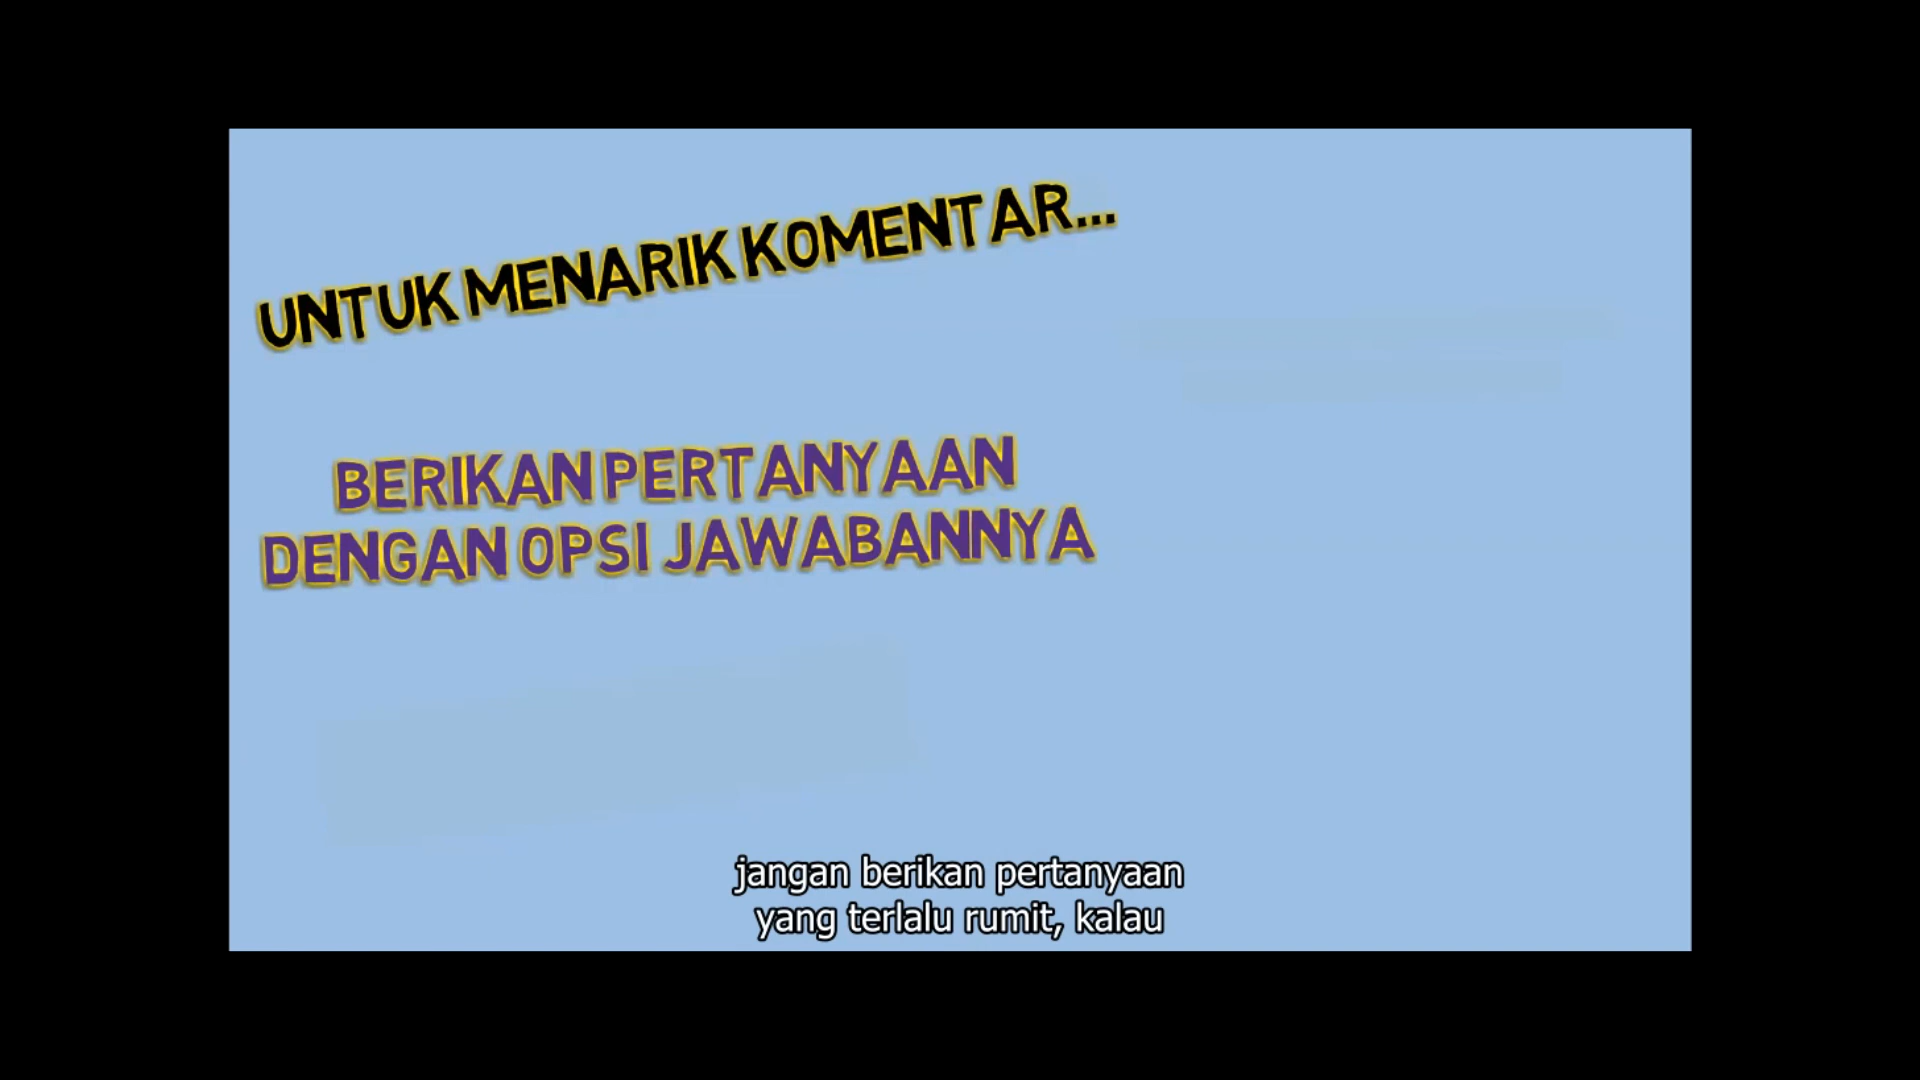 UNTUK MENARIK KOMENTAR...
BERIKAN PERTANYAAN
DENGAN OPSI JAWABANNYA
jangan berikan pertanyaan
yang terlalu rumit, kalau